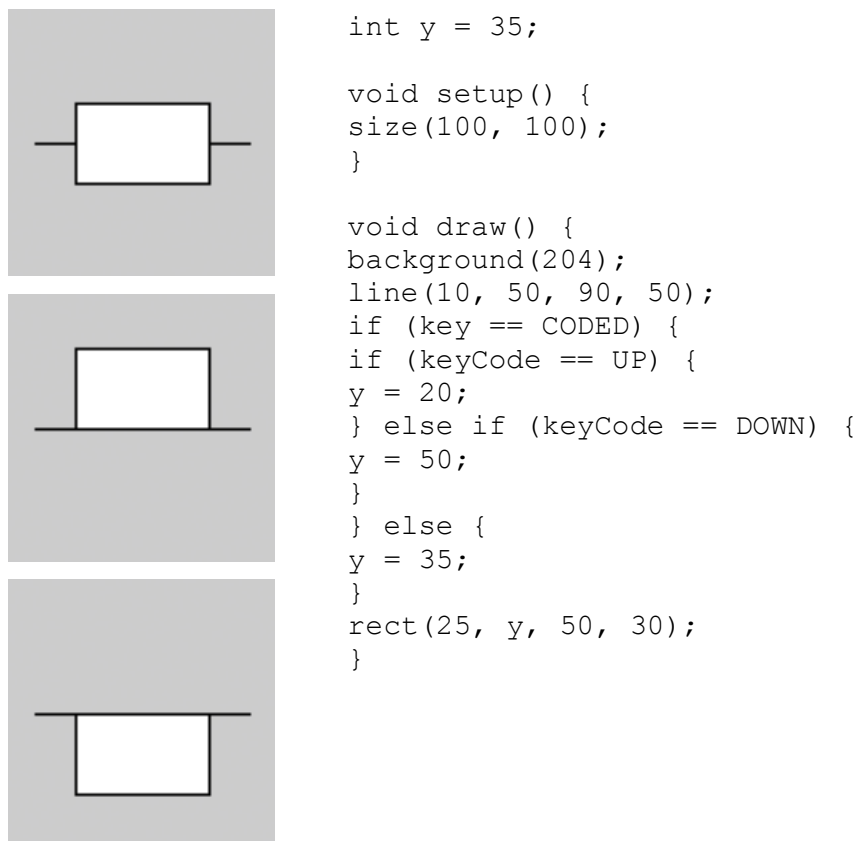 int y = 35;
void setup() {
size(100, 100);
}
void draw() {
background(204);
line(10, 50, 90, 50);
if (key == CODED) {
if (keyCode == UP) {
y = 20;
} else if (keyCode == DOWN) {
y = 50;
}
} else {
y = 35;
}
rect(25, y, 50, 30);
}